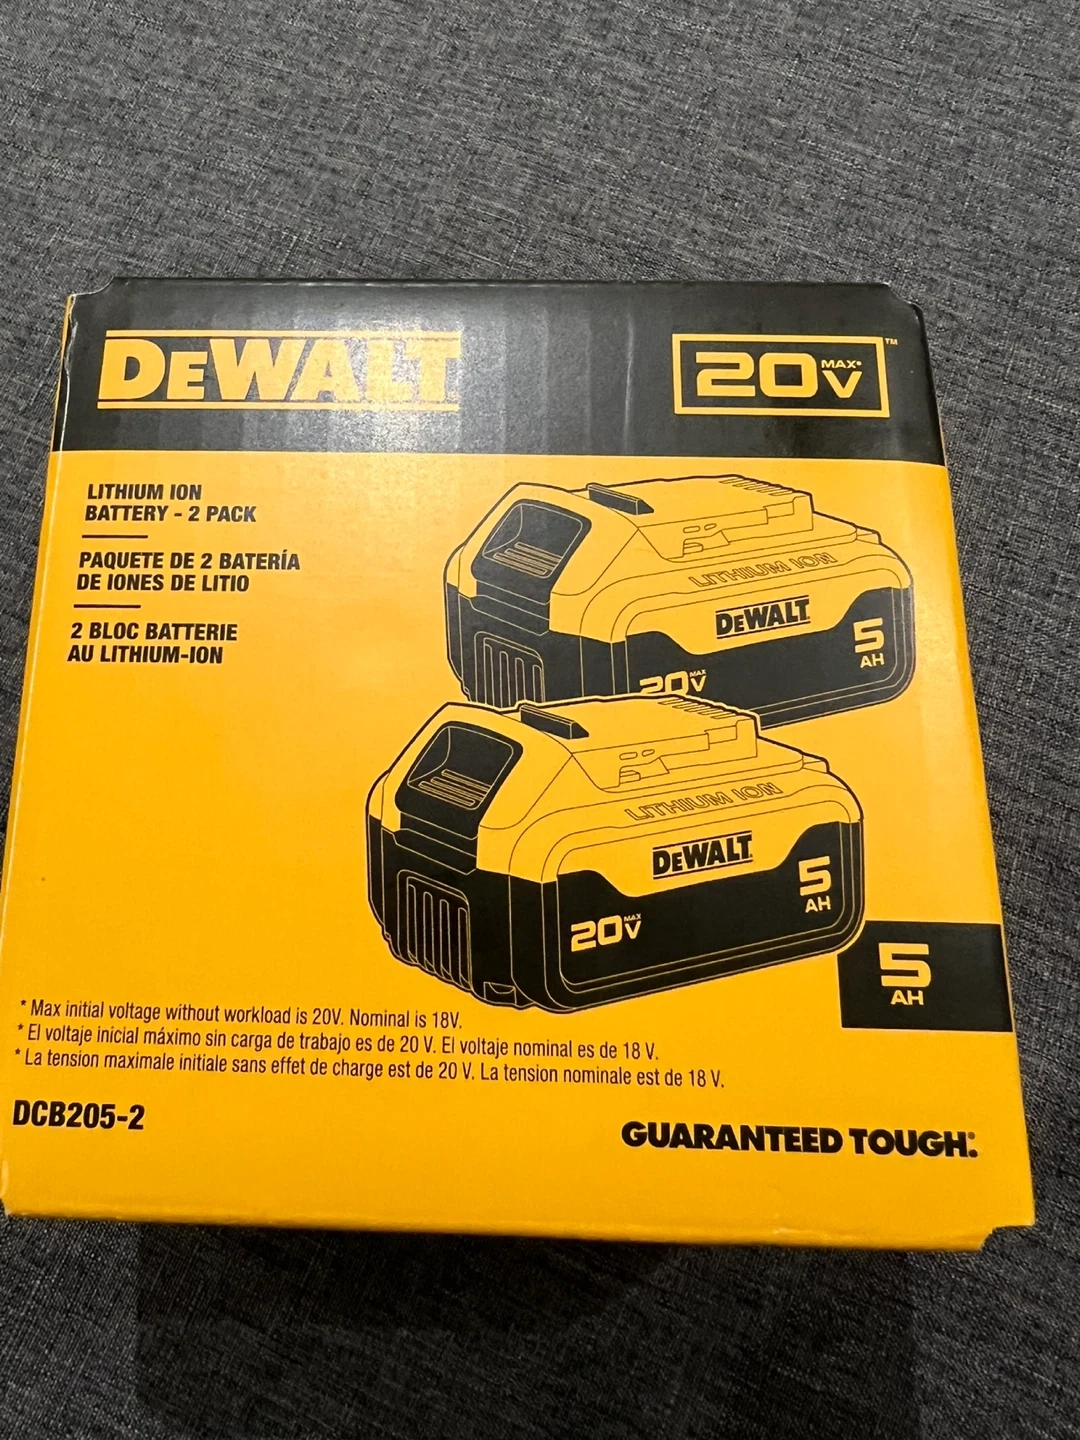 DEWALT
20V MAX* ™
LITHIUM ION
BATTERY - 2 PACK
PAQUETE DE 2 BATERÍA
DE IONES DE LITIO
2 BLOC BATTERIE
AU LITHIUM-ION
LITHIUM ION
DEWALT
5
AH
20V MAX
LITHIUM ION
DEWALT
5
AH
20V MAX
5
AH
* Max initial voltage without workload is 20V. Nominal is 18V.
* El voltaje inicial máximo sin carga de trabajo es de 20 V. El voltaje nominal es de 18 V.
* La tension maximale initiale sans effet de charge est de 20 V. La tension nominale est de 18 V.
DCB205-2
GUARANTEED TOUGH.®